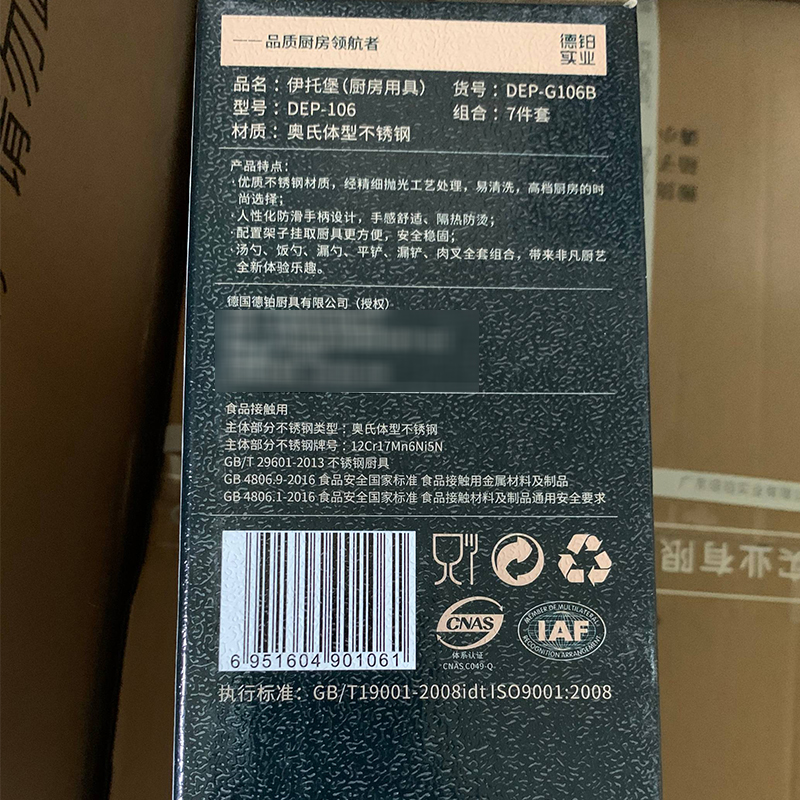 ——品质厨房领航者
德铂
实业
品名：伊托堡(厨房用具) 货号：DEP-G106B
型号：DEP-106 组合：7件套
材质：奥氏体型不锈钢
产品特点：
·优质不锈钢材质，经精细抛光工艺处理，易清洗，高档厨房的时
尚选择；
·人性化防滑手柄设计，手感舒适、隔热防烫；
·配置架子挂取厨具更方便，安全稳固；
·汤勺、饭勺、漏勺、平铲、漏铲、肉叉全套组合，带来非凡厨艺
全新体验乐趣。
德国德铂厨具有限公司（授权）
食品接触用
主体部分不锈钢类型：奥氏体型不锈钢
主体部分不锈钢牌号：12Cr17Mn6Ni5N
GB/T 29601-2013 不锈钢厨具
GB 4806.9-2016 食品安全国家标准 食品接触用金属材料及制品
GB 4806.1-2016 食品安全国家标准 食品接触材料及制品通用安全要求
6 951604 901061
CNAS
体系认证
CNAS C049-Q
MEMBER OF MULTILATERAL
IAF
RECOGNITION ARRANGEMENT
执行标准：GB/T19001-2008idt ISO9001:2008
请勿
实业有限